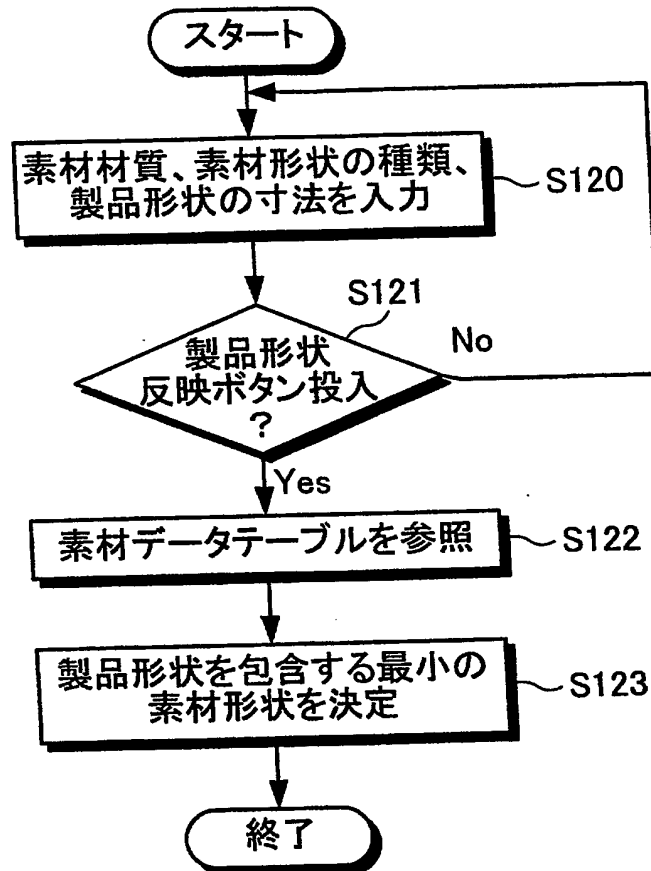 スタート
素材材質、素材形状の種類、
製品形状の寸法を入力
S120
S121
製品形状
反映ボタン投入
?
No
Yes
素材データテーブルを参照
S122
製品形状を包含する最小の
素材形状を決定
S123
終了